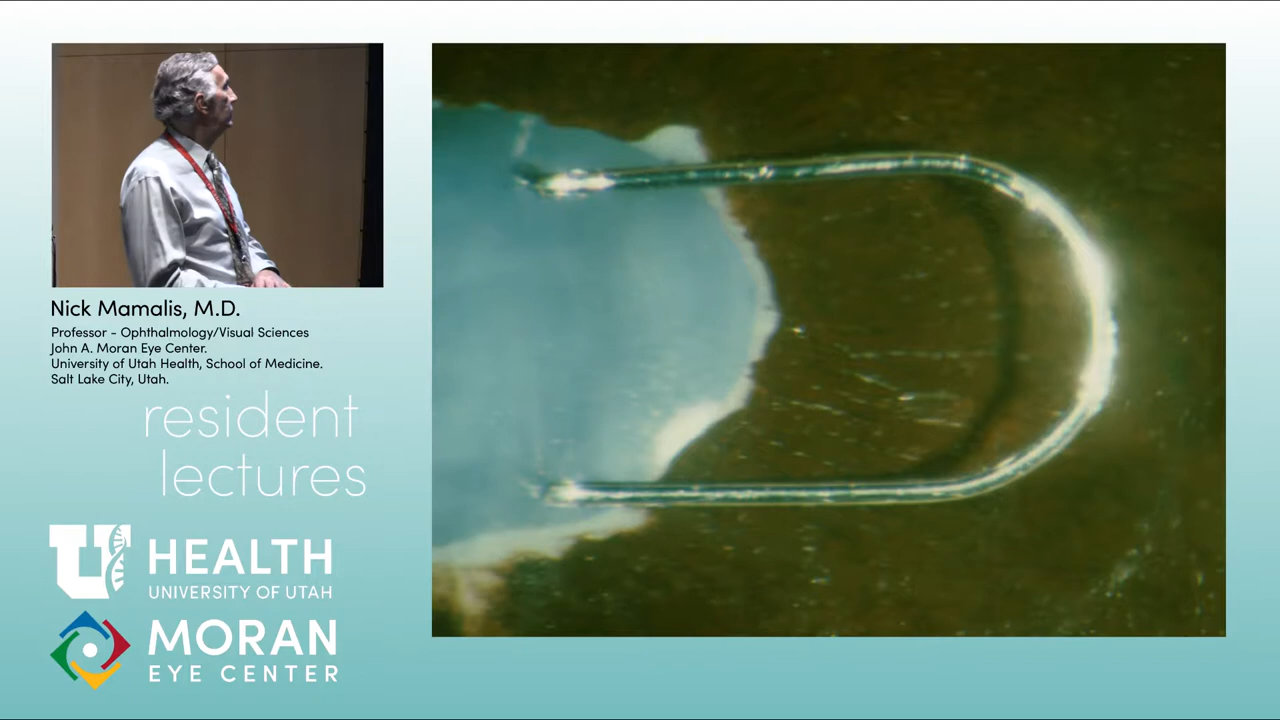 Nick Mamalis, M.D.
Professor - Ophthalmology/Visual Sciences
John A. Moran Eye Center.
University of Utah Health, School of Medicine.
Salt Lake City, Utah.
resident
lectures
U HEALTH
UNIVERSITY OF UTAH
MORAN
EYE CENTER